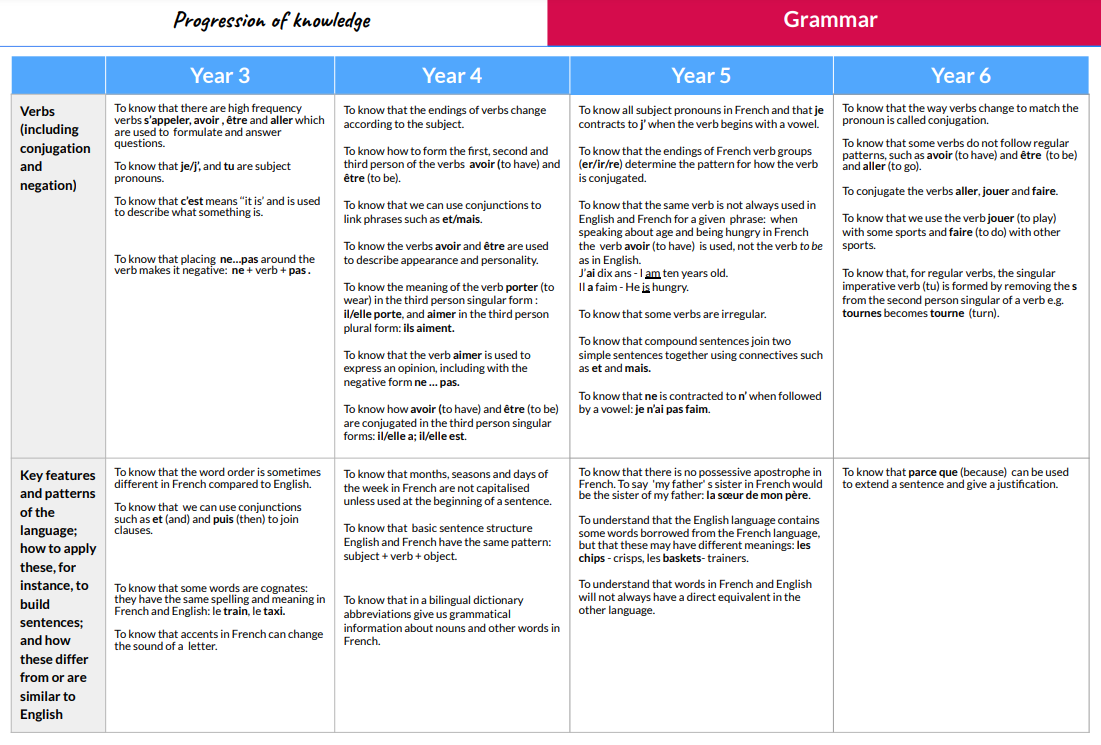 Progression of knowledge
Grammar
Year 3
Year 4
Year 5
Year 6
Verbs
(including
conjugation
and
negation)
To know that there are high frequency
verbs s'appeler, avoir , être and aller which
are used to formulate and answer
questions.
To know that je/j', and tu are subject
pronouns.
To know that c'est means "it is' and is used
to describe what something is.
To know that placing ne...pas around the
verb makes it negative: ne + verb + pas .
To know that the endings of verbs change
according to the subject.
To know how to form the first, second and
third person of the verbs avoir (to have) and
être (to be).
To know that we can use conjunctions to
link phrases such as et/mais.
To know the verbs avoir and être are used
to describe appearance and personality.
To know the meaning of the verb porter (to
wear) in the third person singular form :
il/elle porte, and aimer in the third person
plural form: ils aiment.
To know that the verb aimer is used to
express an opinion, including with the
negative form ne ... pas.
To know how avoir (to have) and être (to be)
are conjugated in the third person singular
forms: il/elle a; il/elle est.
To know all subject pronouns in French and that je
contracts to j' when the verb begins with a vowel.
To know that the endings of French verb groups
(er/ir/re) determine the pattern for how the verb
is conjugated.
To know that the same verb is not always used in
English and French for a given phrase: when
speaking about age and being hungry in French
the verb avoir (to have) is used, not the verb to be
as in English.
J'ai dix ans - I am ten years old.
Il a faim - He is hungry.
To know that some verbs are irregular.
To know that compound sentences join two
simple sentences together using connectives such
as et and mais.
To know that ne is contracted to n' when followed
by a vowel: je n'ai pas faim.
To know that the way verbs change to match the
pronoun is called conjugation.
To know that some verbs do not follow regular
patterns, such as avoir (to have) and être (to be)
and aller (to go).
To conjugate the verbs aller, jouer and faire.
To know that we use the verb jouer (to play)
with some sports and faire (to do) with other
sports.
To know that, for regular verbs, the singular
imperative verb (tu) is formed by removing the s
from the second person singular of a verb e.g.
tournes becomes tourne (turn).
Key features
and patterns
of the
language;
how to apply
these, for
instance, to
build
sentences;
and how
these differ
from or are
similar to
English
To know that the word order is sometimes
different in French compared to English.
To know that we can use conjunctions
such as et (and) and puis (then) to join
clauses.
To know that some words are cognates:
they have the same spelling and meaning in
French and English: le train, le taxi.
To know that accents in French can change
the sound of a letter.
To know that months, seasons and days of
the week in French are not capitalised
unless used at the beginning of a sentence.
To know that basic sentence structure
English and French have the same pattern:
subject + verb + object.
To know that in a bilingual dictionary
abbreviations give us grammatical
information about nouns and other words in
French.
To know that there is no possessive apostrophe in
French. To say 'my father' s sister in French would
be the sister of my father: la sœur de mon père.
To understand that the English language contains
some words borrowed from the French language,
but that these may have different meanings: les
chips - crisps, les baskets- trainers.
To understand that words in French and English
will not always have a direct equivalent in the
other language.
To know that parce que (because) can be used
to extend a sentence and give a justification.